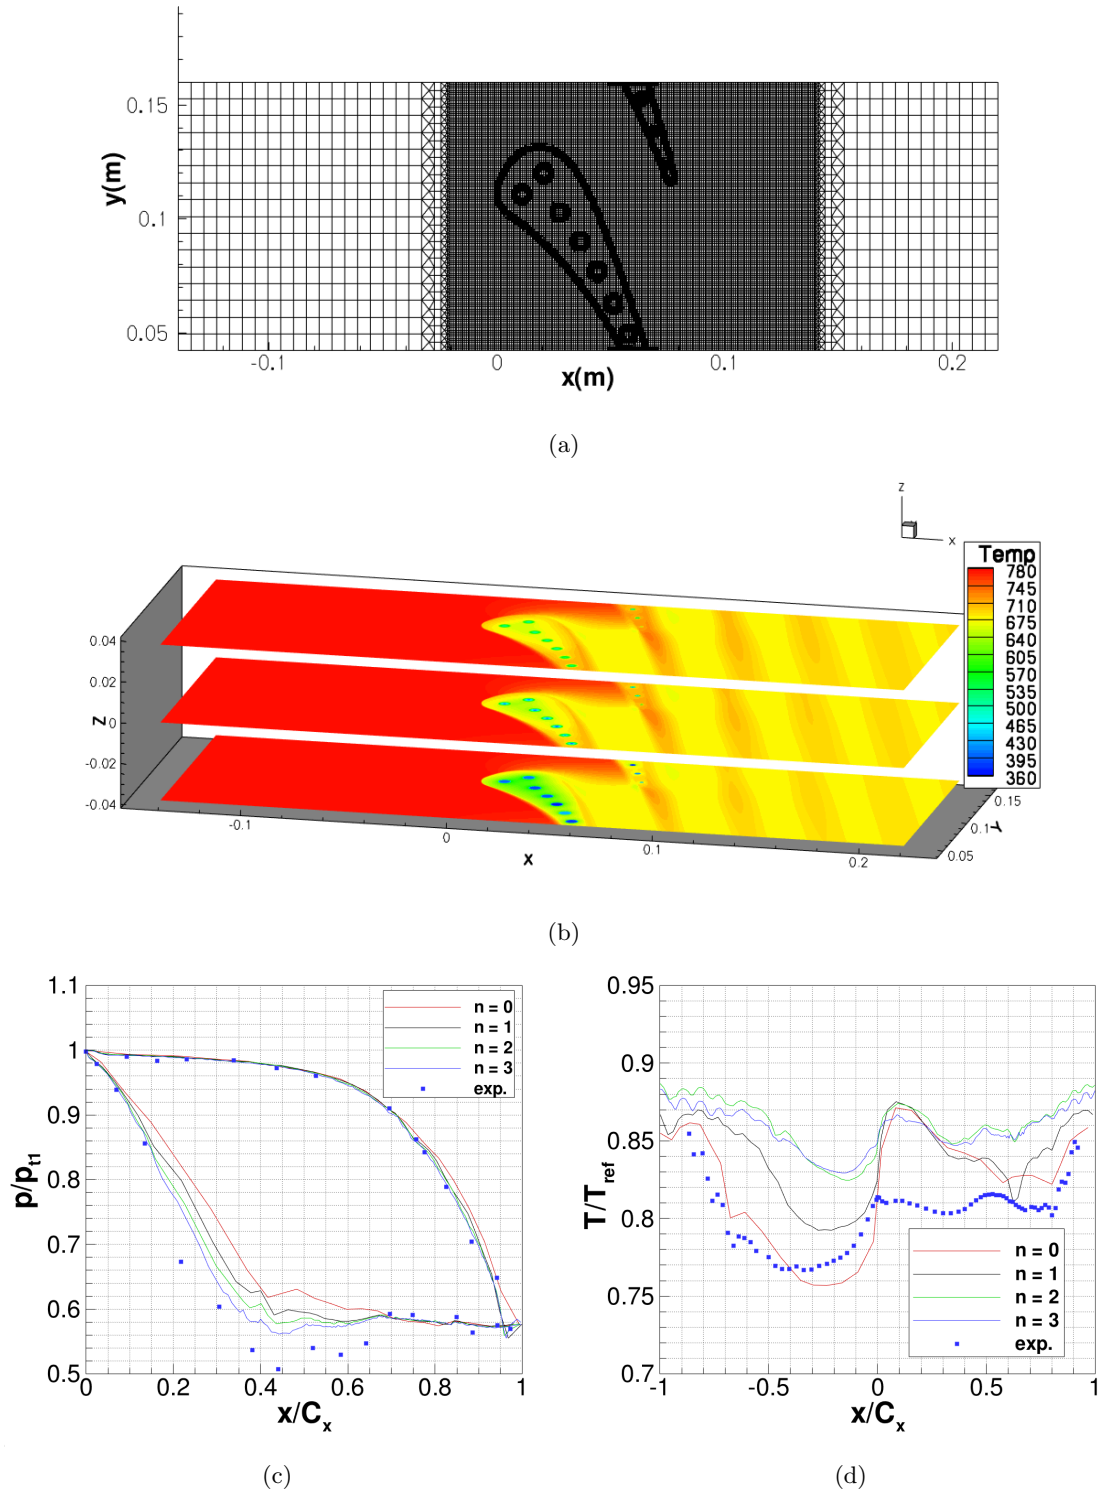 0.15
y(m)
0.1
0.05
-0.1
0
0.1
0.2
x(m)
(a)
z
x
Temp
780
745
710
675
640
605
570
535
500
465
430
395
360
0.04
0.02
Z
0
-0.02
-0.04
-0.1
0
0.1
0.2
x
0.15
0.1
Y
0.05
(b)
1.1
1
0.9
0.8
0.7
0.6
0.5
p/pt1
n = 0
n = 1
n = 2
n = 3
exp.
0
0.2
0.4
0.6
0.8
1
x/Cx
(c)
0.95
0.9
0.85
0.8
0.75
0.7
T/Tref
n = 0
n = 1
n = 2
n = 3
exp.
-1
-0.5
0
0.5
1
x/Cx
(d)